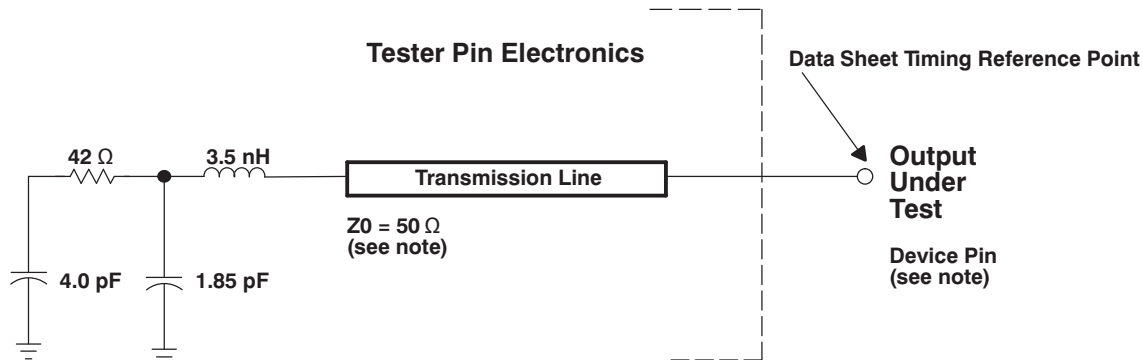 Tester Pin Electronics
Data Sheet Timing Reference Point
42 Ω
3.5 nH
Transmission Line
Output
Under
Test
Z0 = 50 Ω
(see note)
Device Pin
(see note)
4.0 pF
1.85 pF